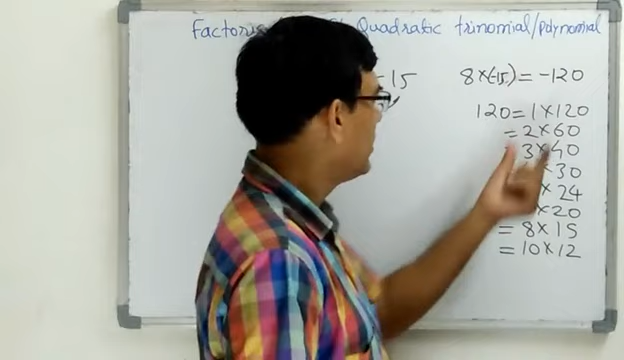 Quadratic trinomial/polynomial
-15 8×(-15) = -120
120 = 1×120
= 2×60
3×40
×30
×24
×20
= 8×15
= 10×12